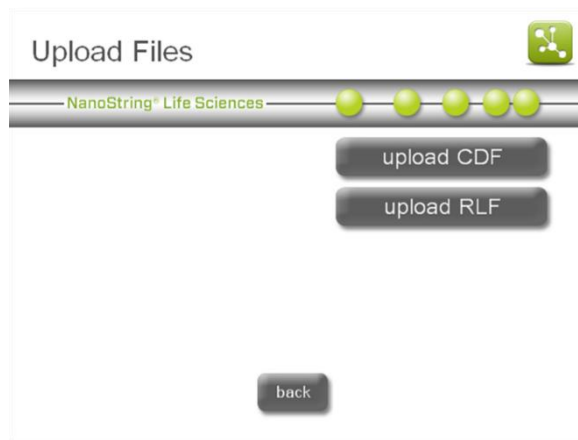 Upload Files
NanoString® Life Sciences
upload CDF
upload RLF
back